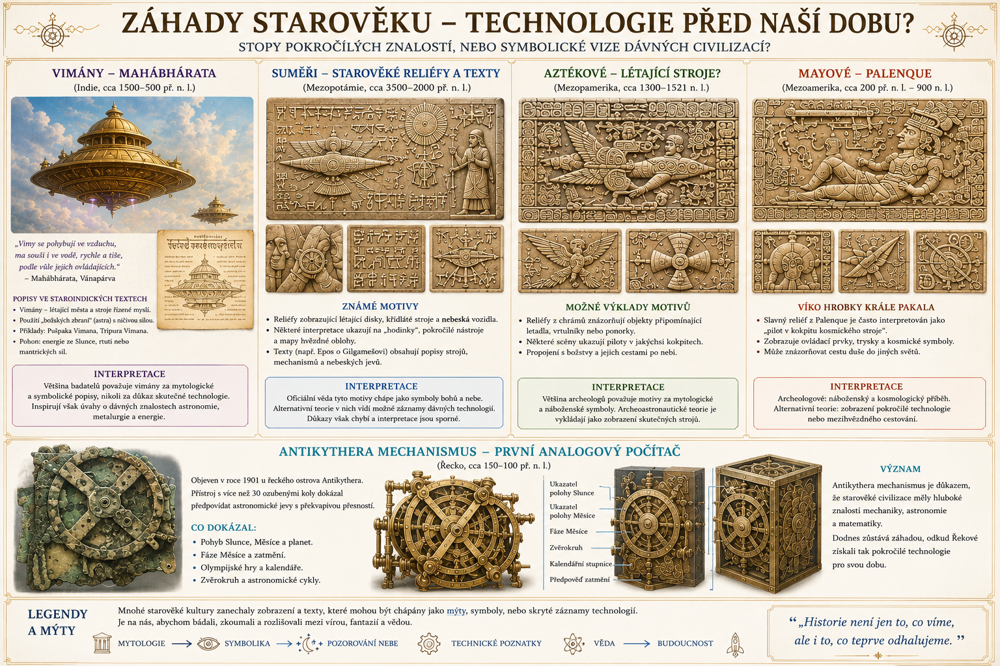 ZÁHADY STAROVĚKU – TECHNOLOGIE PŘED NAŠÍ DOBU?
STOPY POKROČÍLÝCH ZNALOSTÍ, NEBO SYMBOLICKÉ VIZE DÁVNÝCH CIVILIZACÍ?
VIMÁNY – MAHÁBHÁRATA
(Indie, cca 1500–500 př. n. l.)
„Vimy se pohybují ve vzduchu,
ma souši i ve vodě, rychle a tiše,
podle vůle jejich ovládajících.“
– Mahábhárata, Vánapárva
POPISY VE STAROINDICKÝCH TEXTECH
• Vimány – létající města a stroje řízené myslí.
• Použití „božských zbraní“ (astra) s ničivou silou.
• Příklady: Pušpaka Vimana, Tripura Vimana.
• Pohon: energie ze Slunce, rtuti nebo
mantrických sil.
INTERPRETACE
Většina badatelů považuje vimány za mytologické
a symbolické popisy, nikoli za důkaz skutečné technologie.
Inspirují však úvahy o dávných znalostech astronomie,
metalurgie a energie.
SUMĚŘI – STAROVĚKÉ RELIÉFY A TEXTY
(Mezopotámie, cca 3500–2000 př. n. l.)
ZNÁMÉ MOTIVY
• Reliéfy zobrazující létající disky, křídláté stroje a nebeská vozidla.
• Některé interpretace ukazují na „hodinky“, pokročilé nástroje
a mapy hvězdné oblohy.
• Texty (např. Epos o Gilgamešovi) obsahují popisy strojů,
mechanismů a nebeských jevů.
INTERPRETACE
Oficiální věda tyto motivy chápe jako symboly bohů a nebe.
Alternativní teorie v nich vidí možné záznamy dávných technologií.
Důkazy však chybí a interpretace jsou sporné.
AZTÉKOVÉ – LÉTAJÍCÍ STROJE?
(Mezopamerika, cca 1300–1521 n. l.)
MOŽNÉ VÝKLADY MOTIVŮ
• Reliéfy z chrámů znázorňují objekty připomínající
letadla, vrtulníky nebo ponorky.
• Některé scény ukazují piloty v jakýchsi kokpitech.
• Propojení s božstvy a jejich cestami po nebi.
INTERPRETACE
Většina archeologů považuje motivy za mytologické
a náboženské symboly. Archeoastronautické teorie je
vykládají jako zobrazení skutečných strojů.
MAYOVÉ – PALENQUE
(Mezoamerika, cca 200 př. n. l. – 900 n. l.)
VÍKO HROBKY KRÁLE PAKALA
• Slavný reliéf z Palenque je často interpretován jako
„pilot v kokpitu kosmického stroje“.
• Zobrazuje ovládací prvky, trysky a kosmické symboly.
• Může znázorňovat cestu duše do jiných světů.
INTERPRETACE
Archeologové: náboženský a kosmologický příběh.
Alternativní teorie: zobrazení pokročilé technologie
nebo mezihvězdného cestování.
ANTIKYTHERA MECHANISMUS – PRVNÍ ANALOGOVÝ POČÍTAČ
(Řecko, cca 150–100 př. n. l.)
Objeven v roce 1901 u řeckého ostrova Antikythera.
Přístroj s více než 30 ozubenými koly dokázal
předpovídat astronomické jevy s překvapivou přesností.
CO DOKÁZAL:
• Pohyb Slunce, Měsíce a planet.
• Fáze Měsíce a zatmění.
• Olympijské hry a kalendáře.
• Zvěrokruh a astronomické cykly.
Ukazatel
polohy Slunce
Ukazatel
polohy Měsíce
Fáze Měsíce
Zvěrokruh
Kalendářní stupnice
Předpověď zatmění
VÝZNAM
Antikythera mechanismus je důkazem,
že starověké civilizace měly hluboké
znalosti mechaniky, astronomie
a matematiky.
Dodnes zůstává záhadou, odkud Řekové
získali tak pokročilé technologie
pro svou dobu.
LEGENDY
A MÝTY
Mnohé starověké kultury zanechaly zobrazení a texty, které mohou být chápány jako mýty, symboly, nebo skryté záznamy technologií.
Je na nás, abychom bádali, zkoumali a rozlišovali mezi vírou, fantazií a vědou.
MYTOLOGIE → SYMBOLIKA → POZOROVÁNÍ NEBE TECHNICKÉ POZNATKY VĚDA → BUDOUCNOST
“„Historie není jen to, co víme,
ale i to, co teprve odhalujeme. ”